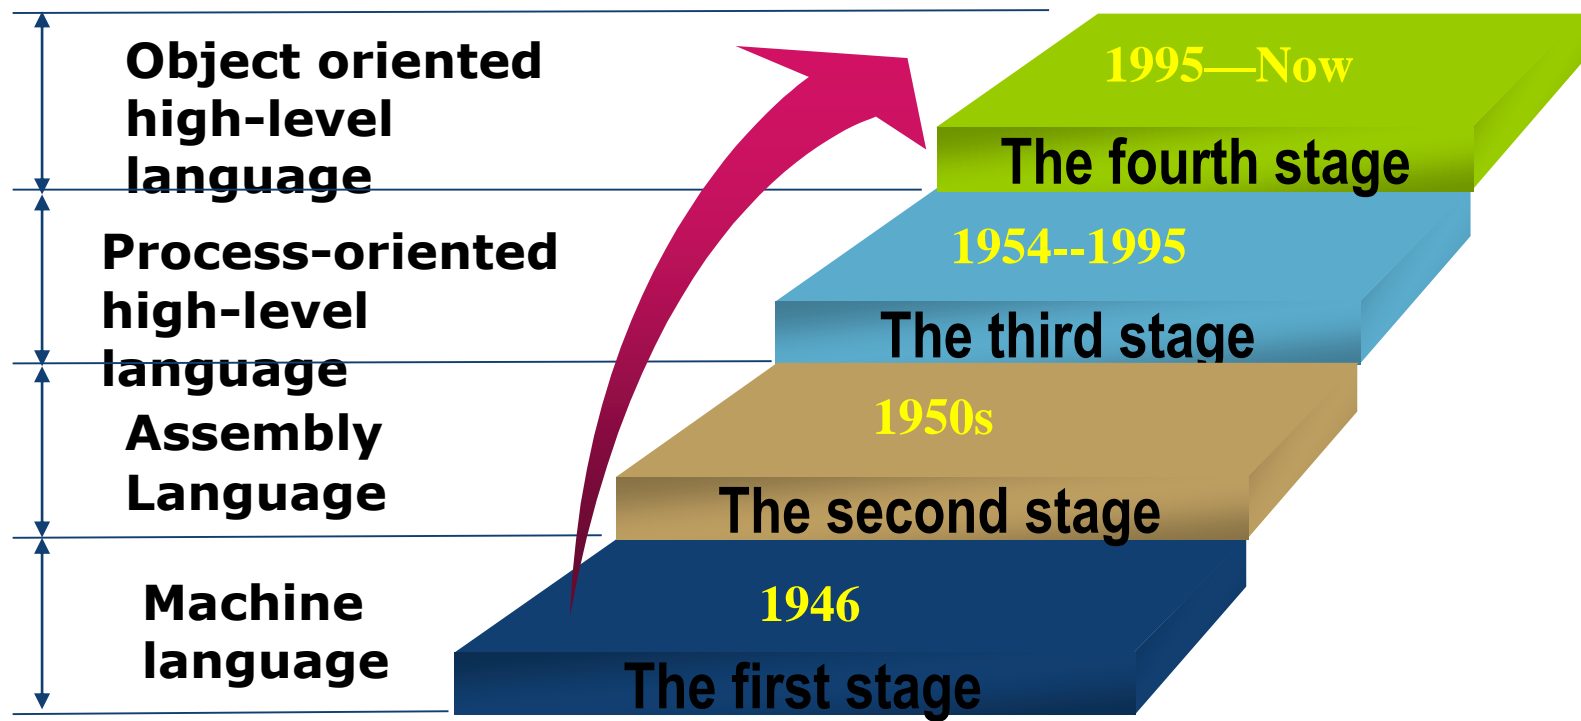 Object oriented
high-level
language
1995—Now
The fourth stage
Process-oriented
high-level
language
1954--1995
The third stage
Assembly
Language
1950s
The second stage
Machine
language
1946
The first stage